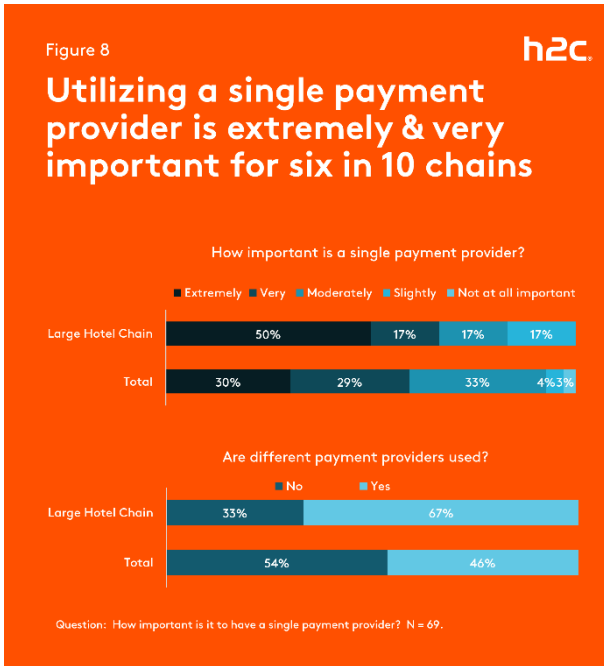 Figure 8
h2c®
Utilizing a single payment
provider is extremely & very
important for six in 10 chains
How important is a single payment provider?
Extremely Very Moderately Slightly Not at all important
Large Hotel Chain 50% 17% 17% 17%
Total 30% 29% 33% 4% 3%
Are different payment providers used?
No Yes
Large Hotel Chain 33% 67%
Total 54% 46%
Question: How important is it to have a single payment provider? N = 69.